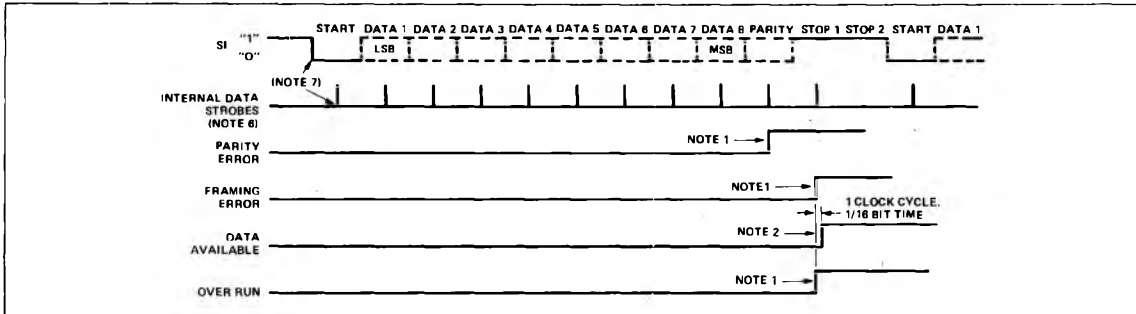 START DATA 1 DATA 2 DATA 3 DATA 4 DATA 5 DATA 6 DATA 7 DATA 8 PARITY STOP 1 STOP 2 START DATA 1
SI "1"
"0"
LSB MSB
(NOTE 7)
INTERNAL DATA
STROBES
(NOTE 6)
PARITY
ERROR
NOTE 1
FRAMING
ERROR
NOTE1
1 CLOCK CYCLE.
1/16 BIT TIME
DATA
AVAILABLE
NOTE 2
OVER RUN
NOTE 1